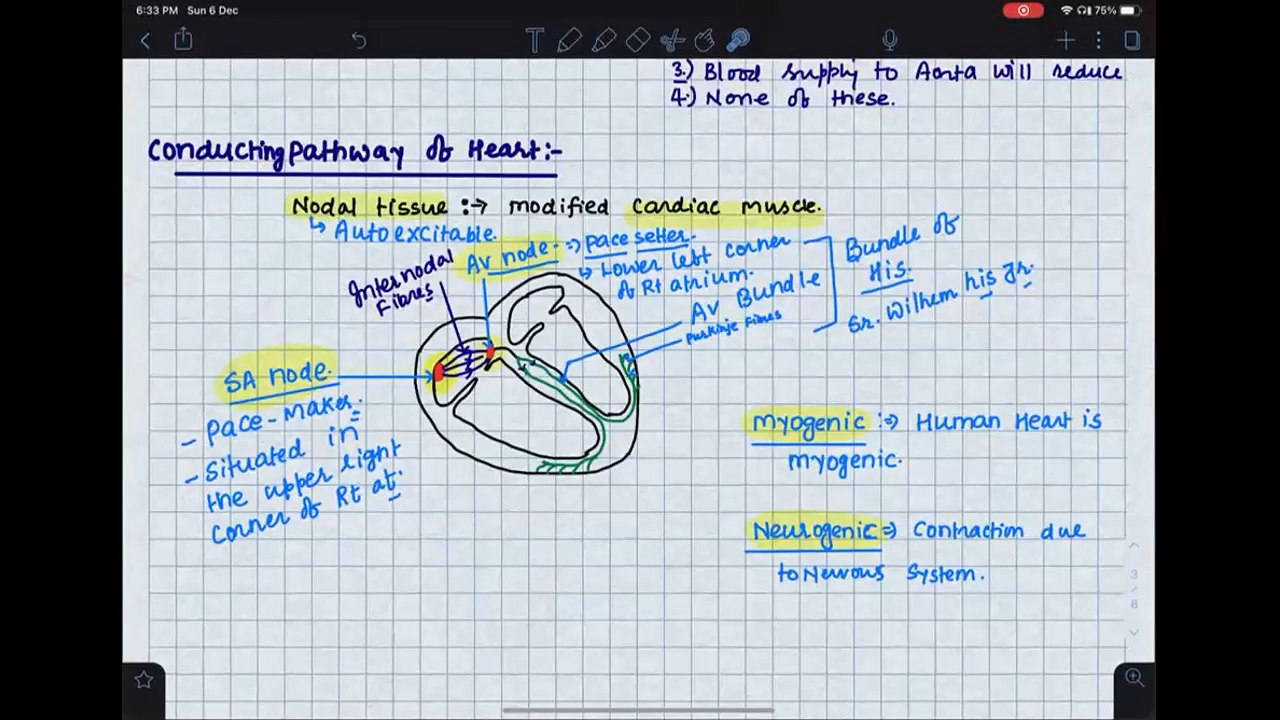 6:33 PM Sun 6 Dec
75%
3.) Blood supply to Aorta will reduce
4.) None of these.
Conducting Pathway of Heart:-
Nodal tissue :→ modified cardiac muscle.
↳ Autoexcitable.
AV node. ⇒ pace setter.
↳ Lower left corner
of Rt atrium.
Internodal
Fibres
AV Bundle
Purkinje Fibres
Bundle of
His.
Sr. Wilhem his Jr.
SA node.
- Pace-maker.
- Situated in
the upper right
corner of Rt at.
Myogenic :⇒ Human Heart is
myogenic.
Neurogenic ⇒ Contraction due
to Nervous System.
3
8